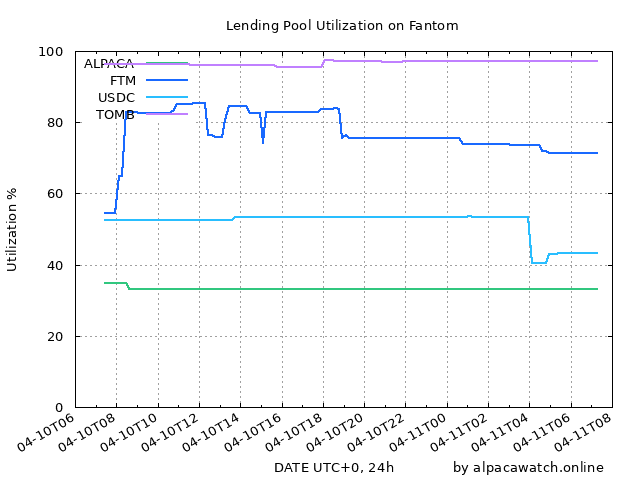 Lending Pool Utilization on Fantom
100
80
60
40
20
0
Utilization %
ALPACA
FTM
USDC
TOMB
04-10T06
04-10T08
04-10T10
04-10T12
04-10T14
04-10T16
04-10T18
04-10T20
04-10T22
04-11T00
04-11T02
04-11T04
04-11T06
04-11T08
DATE UTC+0, 24h by alpacawatch.online